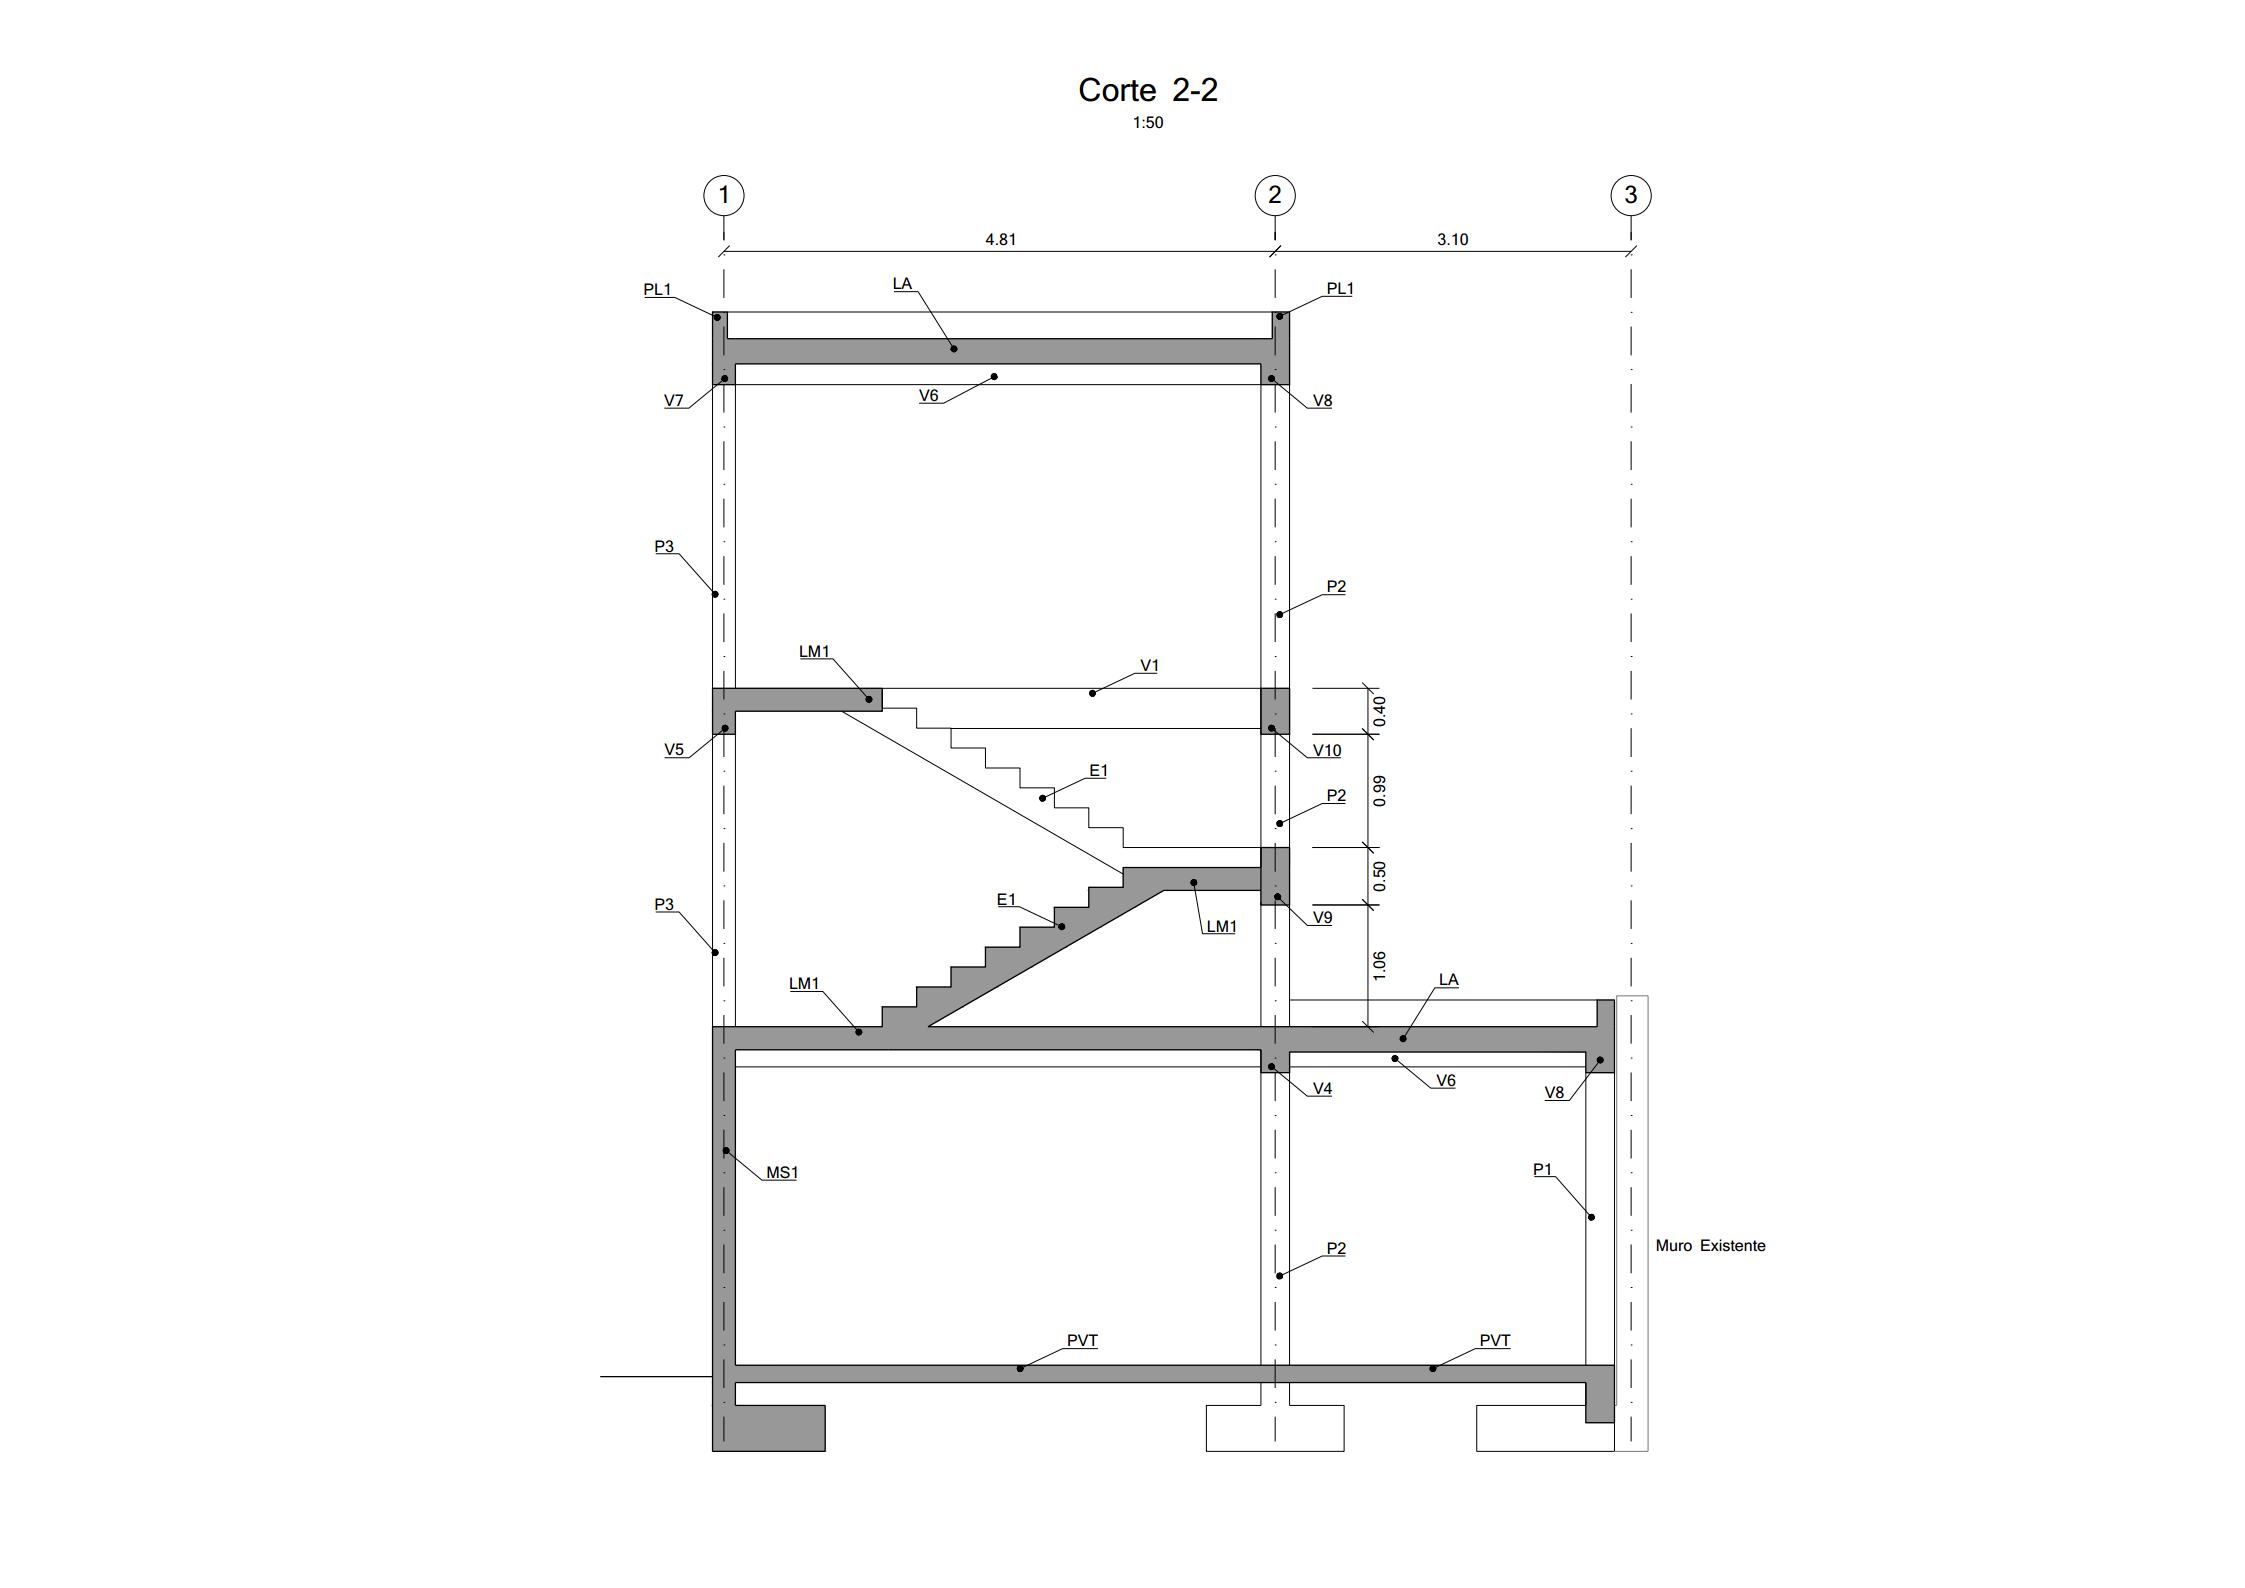 Corte 2-2
1:50
1
2
3
4.81
3.10
PL1
LA
PL1
V7
V6
V8
P3
P2
LM1
V1
0.40
V5
V10
E1
0.99
P2
0.50
E1
P3
V9
LM1
1.06
LM1
LA
V6
V4
V8
MS1
P1
P2
Muro Existente
PVT
PVT